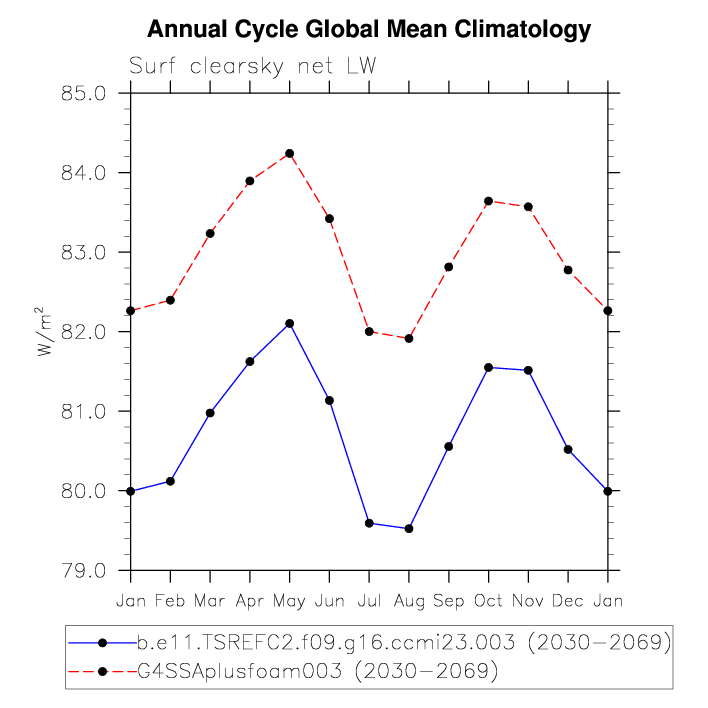 Annual Cycle Global Mean Climatology
Surf clearsky net LW
85.0
84.0
83.0
82.0
81.0
80.0
79.0
W/m²
Jan Feb Mar Apr May Jun Jul Aug Sep Oct Nov Dec Jan
b.e11.TSREFC2.f09.g16.ccmi23.003 (2030-2069)
G4SSAplusfoam003 (2030-2069)